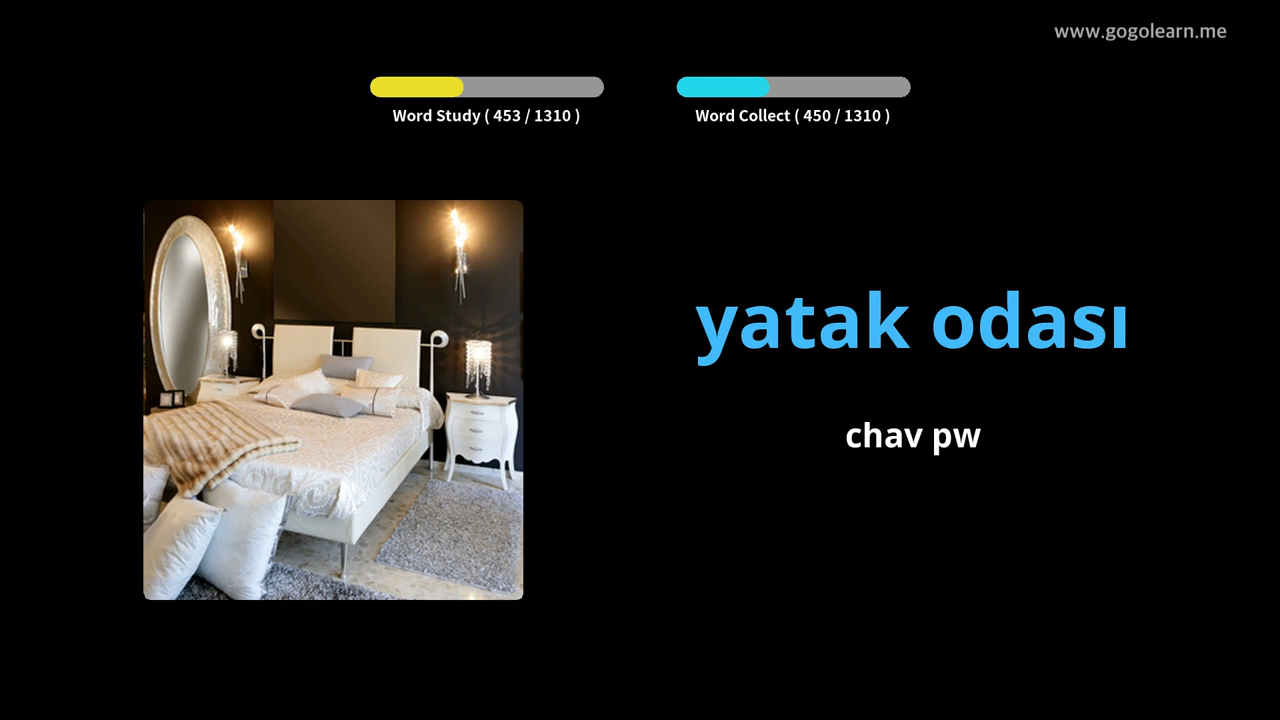 www.gogolearn.me
Word Study ( 453 / 1310 )
Word Collect ( 450 / 1310 )
yatak odası
chav pw